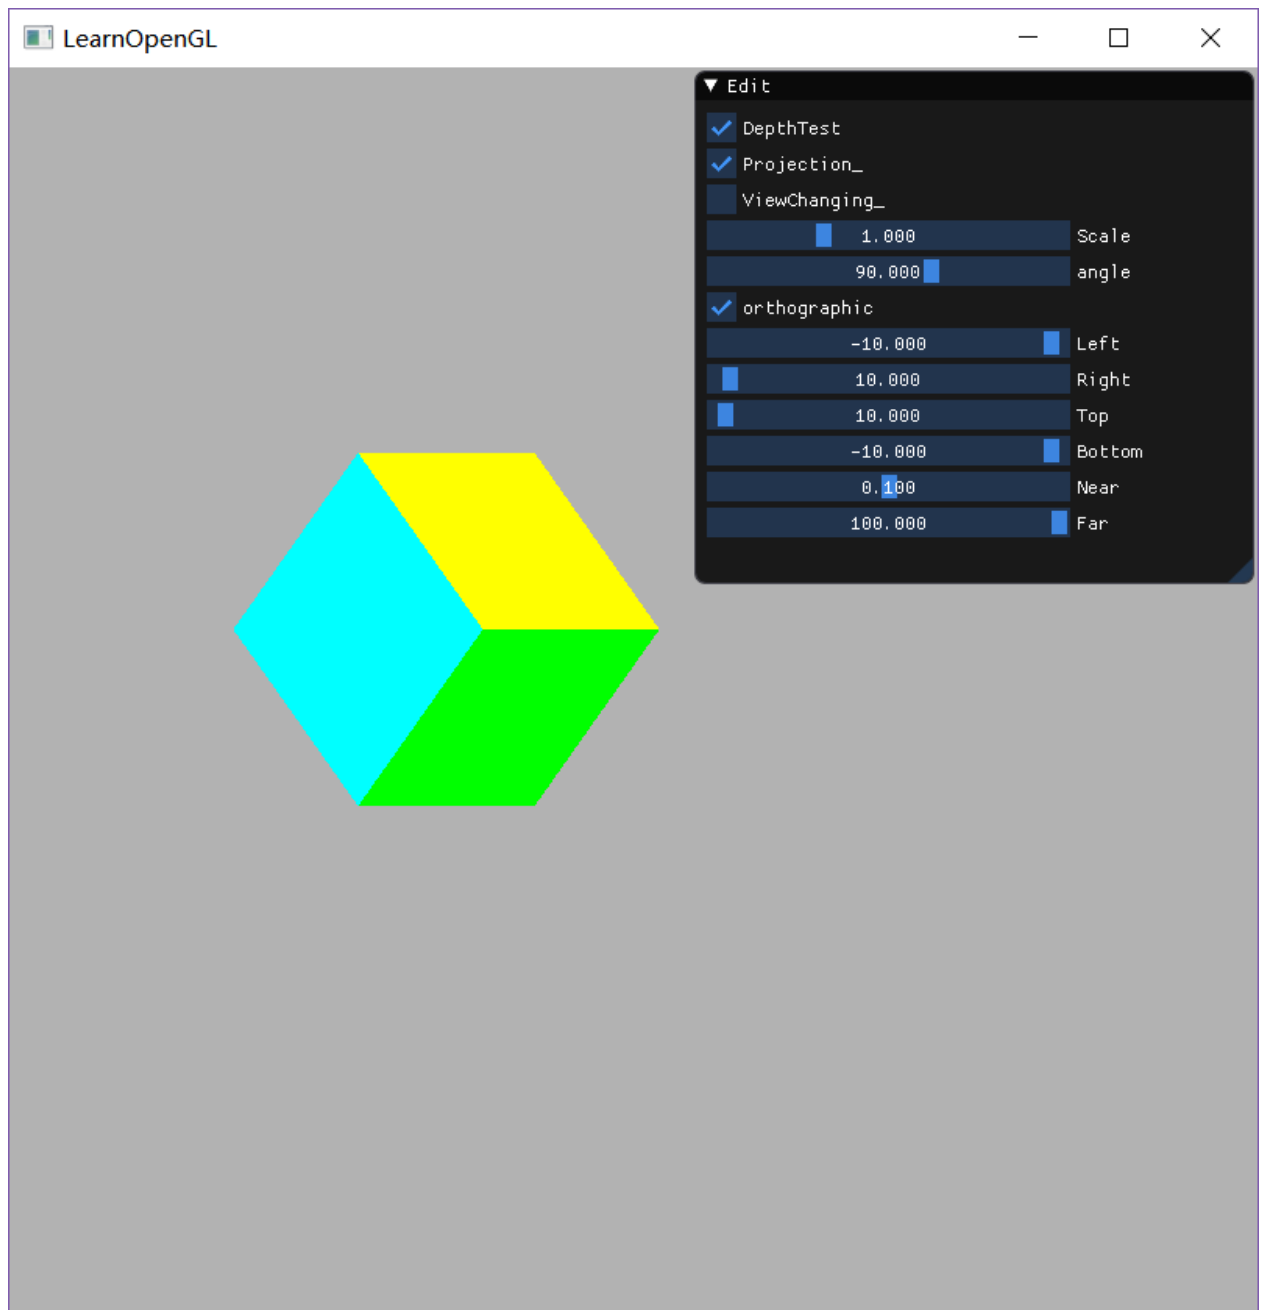 LearnOpenGL
Edit
DepthTest
Projection_
ViewChanging_
1.000 Scale
90.000 angle
orthographic
-10.000 Left
10.000 Right
10.000 Top
-10.000 Bottom
0.100 Near
100.000 Far